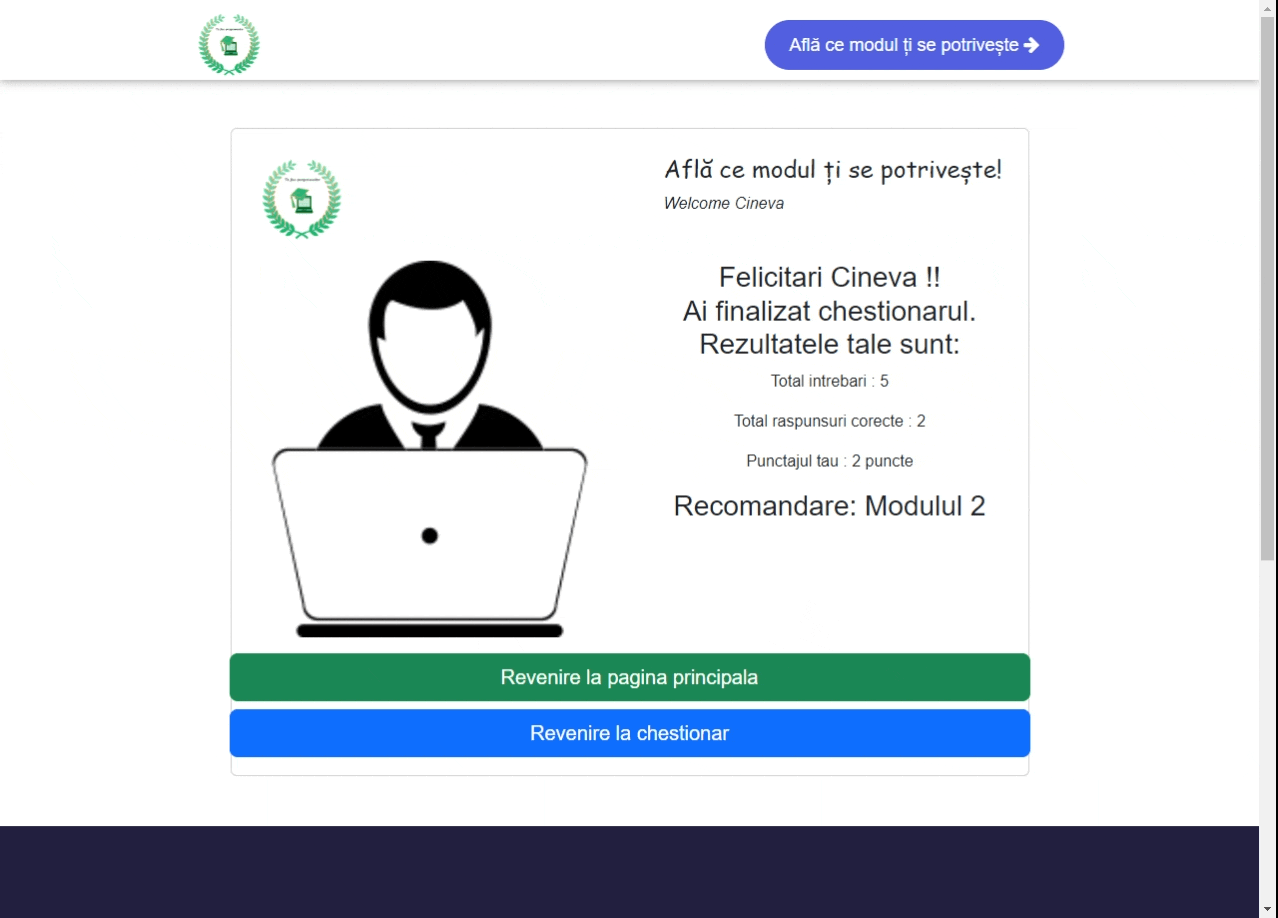 Află ce modul ți se potrivește
Află ce modul ți se potrivește!
Welcome Cineva
Felicitari Cineva !!
Ai finalizat chestionarul.
Rezultatele tale sunt:
Total intrebari : 5
Total raspunsuri corecte : 2
Punctajul tau : 2 puncte
Recomandare: Modulul 2
Revenire la pagina principala
Revenire la chestionar